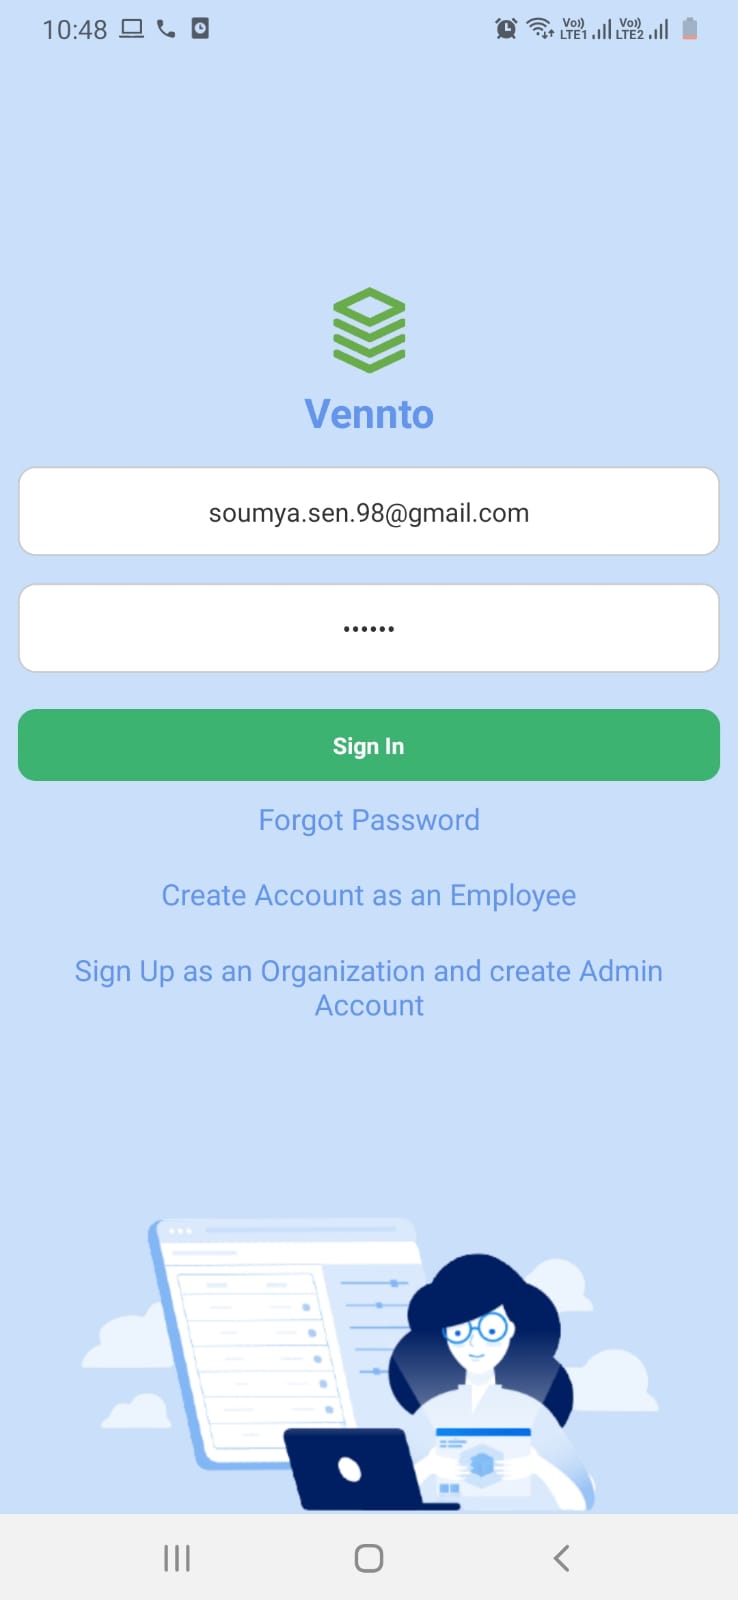 10:48
Vo)) LTE1 Vo)) LTE2
Vennto
soumya.sen.98@gmail.com
••••••
Sign In
Forgot Password
Create Account as an Employee
Sign Up as an Organization and create Admin
Account